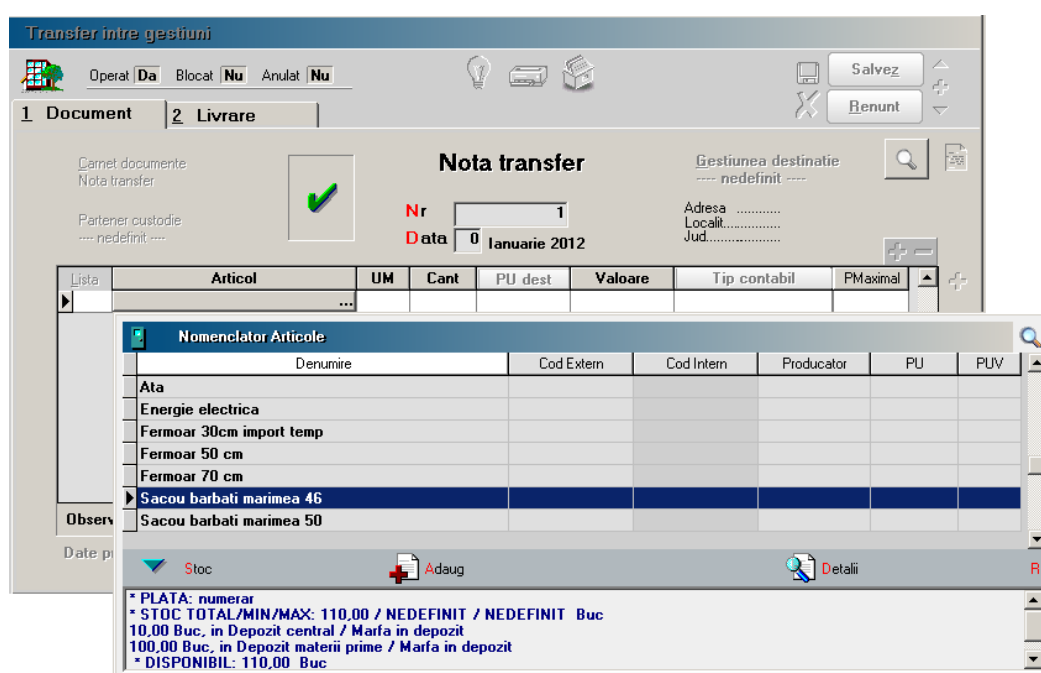 Transfer intre gestiuni
Operat Da Blocat Nu Anulat Nu
Salvez
Renunt
1 Document 2 Livrare
Carnet documente
Nota transfer
Partener custodie
---- nedefinit ----
Nota transfer
Nr 1
Data 0 Ianuarie 2012
Gestiunea destinatie
---- nedefinit ----
Adresa ............
Localit...............
Jud...................
Lista Articol UM Cant PU dest Valoare Tip contabil PMaximal
...
Nomenclator Articole
Denumire Cod Extern Cod Intern Producator PU PUV
Ata
Energie electrica
Fermoar 30cm import temp
Fermoar 50 cm
Fermoar 70 cm
Sacou barbati marimea 46
Sacou barbati marimea 50
Observ
Date p
Stoc Adaug Detalii R
* PLATA: numerar
* STOC TOTAL/MIN/MAX: 110,00 / NEDEFINIT / NEDEFINIT Buc
10,00 Buc, in Depozit central / Marfa in depozit
100,00 Buc, in Depozit materii prime / Marfa in depozit
* DISPONIBIL: 110,00 Buc